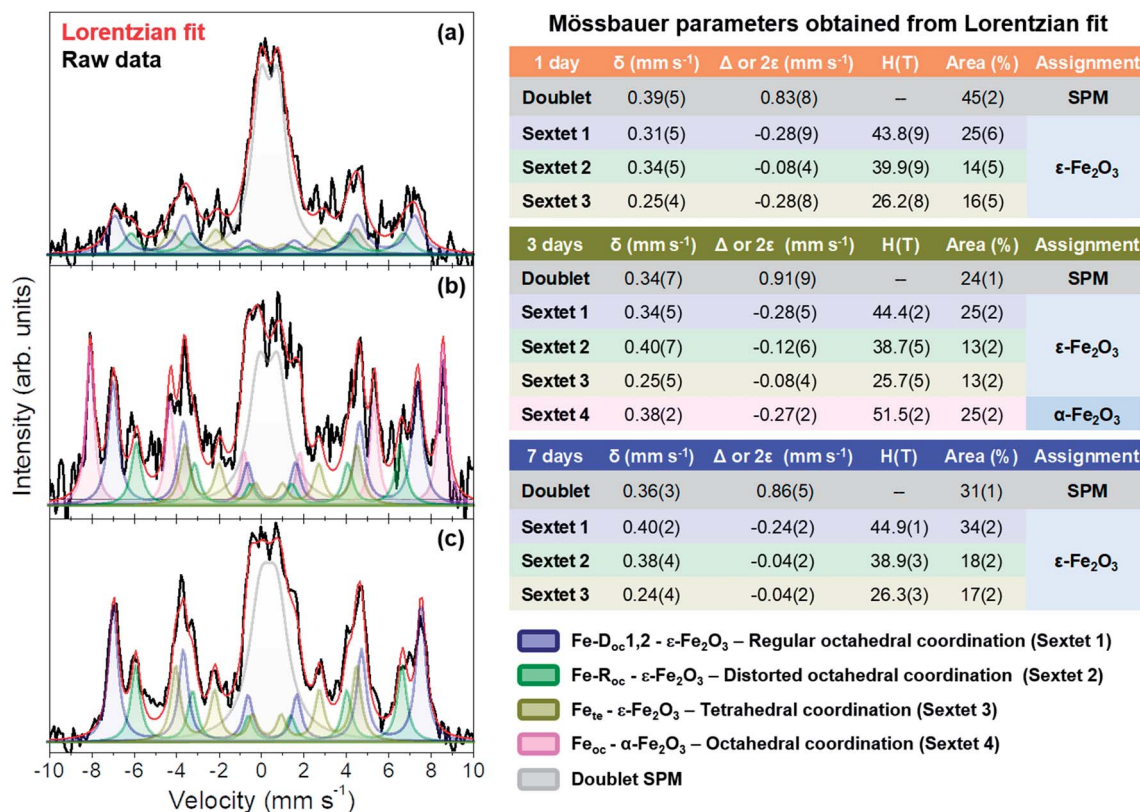 Lorentzian fit
Raw data
(a)
(b)
(c)
Intensity (arb. units)
-10 -8 -6 -4 -2 0 2 4 6 8 10
Velocity (mm s⁻¹)
Mössbauer parameters obtained from Lorentzian fit
1 day δ (mm s⁻¹) Δ or 2ε (mm s⁻¹) H(T) Area (%) Assignment
Doublet 0.39(5) 0.83(8) -- 45(2) SPM
Sextet 1 0.31(5) -0.28(9) 43.8(9) 25(6)
Sextet 2 0.34(5) -0.08(4) 39.9(9) 14(5) ε-Fe₂O₃
Sextet 3 0.25(4) -0.28(8) 26.2(8) 16(5)
3 days δ (mm s⁻¹) Δ or 2ε (mm s⁻¹) H(T) Area (%) Assignment
Doublet 0.34(7) 0.91(9) -- 24(1) SPM
Sextet 1 0.34(5) -0.28(5) 44.4(2) 25(2)
Sextet 2 0.40(7) -0.12(6) 38.7(5) 13(2) ε-Fe₂O₃
Sextet 3 0.25(5) -0.08(4) 25.7(5) 13(2)
Sextet 4 0.38(2) -0.27(2) 51.5(2) 25(2) α-Fe₂O₃
7 days δ (mm s⁻¹) Δ or 2ε (mm s⁻¹) H(T) Area (%) Assignment
Doublet 0.36(3) 0.86(5) -- 31(1) SPM
Sextet 1 0.40(2) -0.24(2) 44.9(1) 34(2)
Sextet 2 0.38(4) -0.04(2) 38.9(3) 18(2) ε-Fe₂O₃
Sextet 3 0.24(4) -0.04(2) 26.3(3) 17(2)
Fe-D_oc1,2 - ε-Fe₂O₃ – Regular octahedral coordination (Sextet 1)
Fe-R_oc - ε-Fe₂O₃ – Distorted octahedral coordination (Sextet 2)
Fe_te - ε-Fe₂O₃ – Tetrahedral coordination (Sextet 3)
Fe_oc - α-Fe₂O₃ – Octahedral coordination (Sextet 4)
Doublet SPM